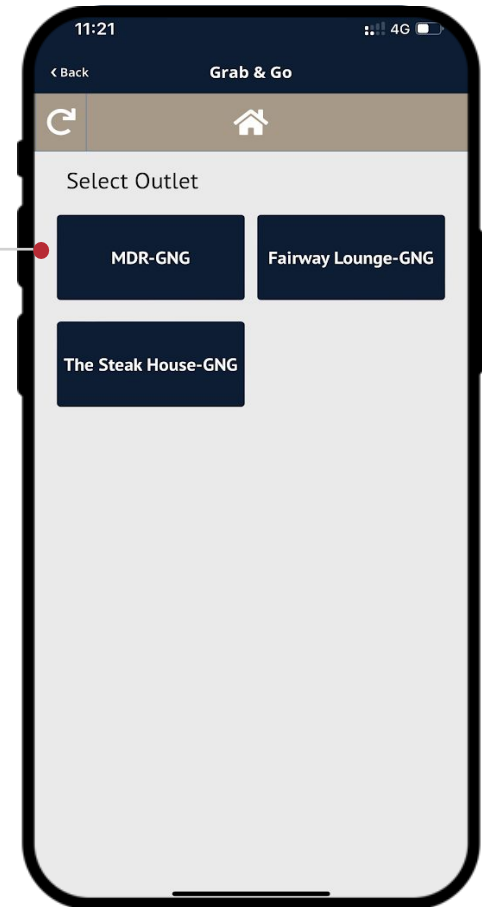 11:21 4G
Back Grab & Go
Select Outlet
MDR-GNG Fairway Lounge-GNG
The Steak House-GNG